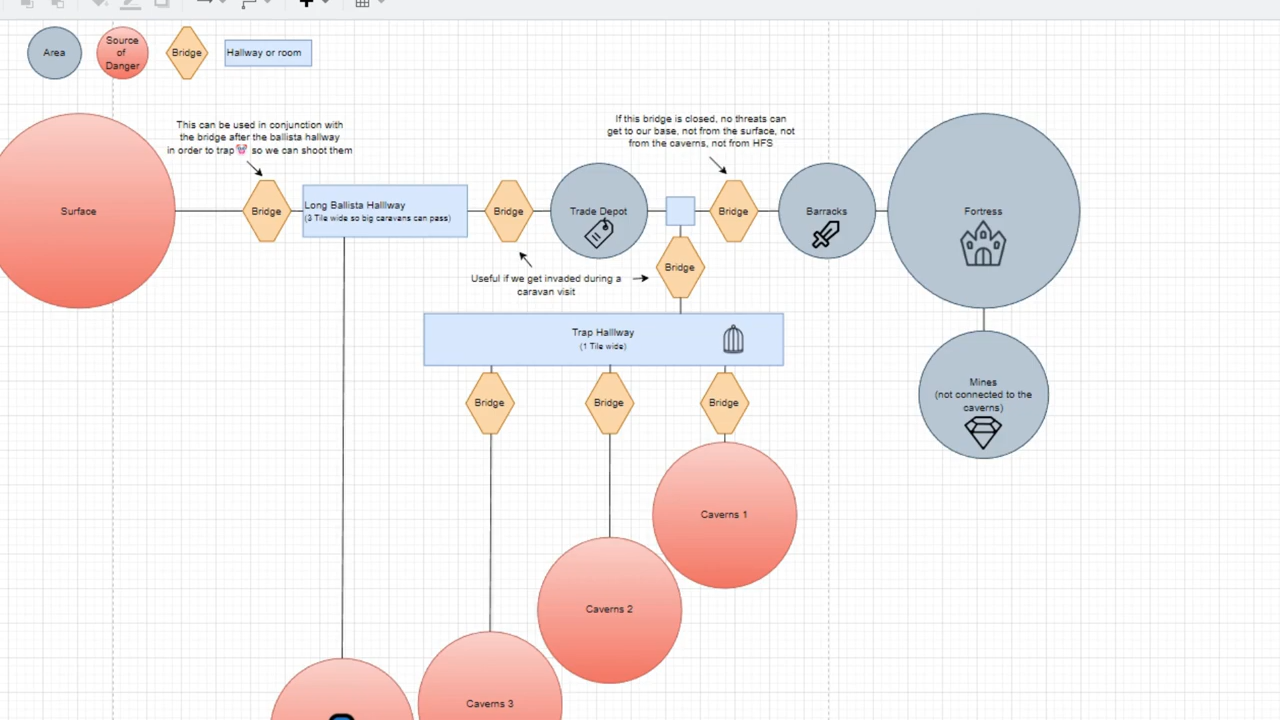 Area
Source
of
Danger
Bridge
Hallway or room
This can be used in conjunction with
the bridge after the ballista hallway
in order to trap so we can shoot them
If this bridge is closed, no threats can
get to our base, not from the surface, not
from the caverns, not from HFS
Surface
Bridge
Long Ballista Halllway
(3 Tile wide so big caravans can pass)
Bridge
Trade Depot
Bridge
Barracks
Fortress
Bridge
Useful if we get invaded during a
caravan visit
Trap Halllway
(1 Tile wide)
Bridge
Bridge
Bridge
Mines
(not connected to the
caverns)
Caverns 1
Caverns 2
Caverns 3